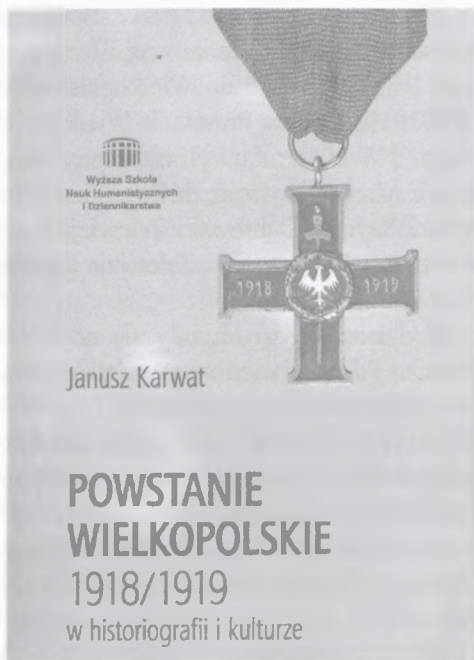 Wyższa Szkoła
Nauk Humanistycznych
i Dziennikarstwa
1918
1919
Janusz Karwat
POWSTANIE
WIELKOPOLSKIE
1918/1919
w historiografii i kulturze